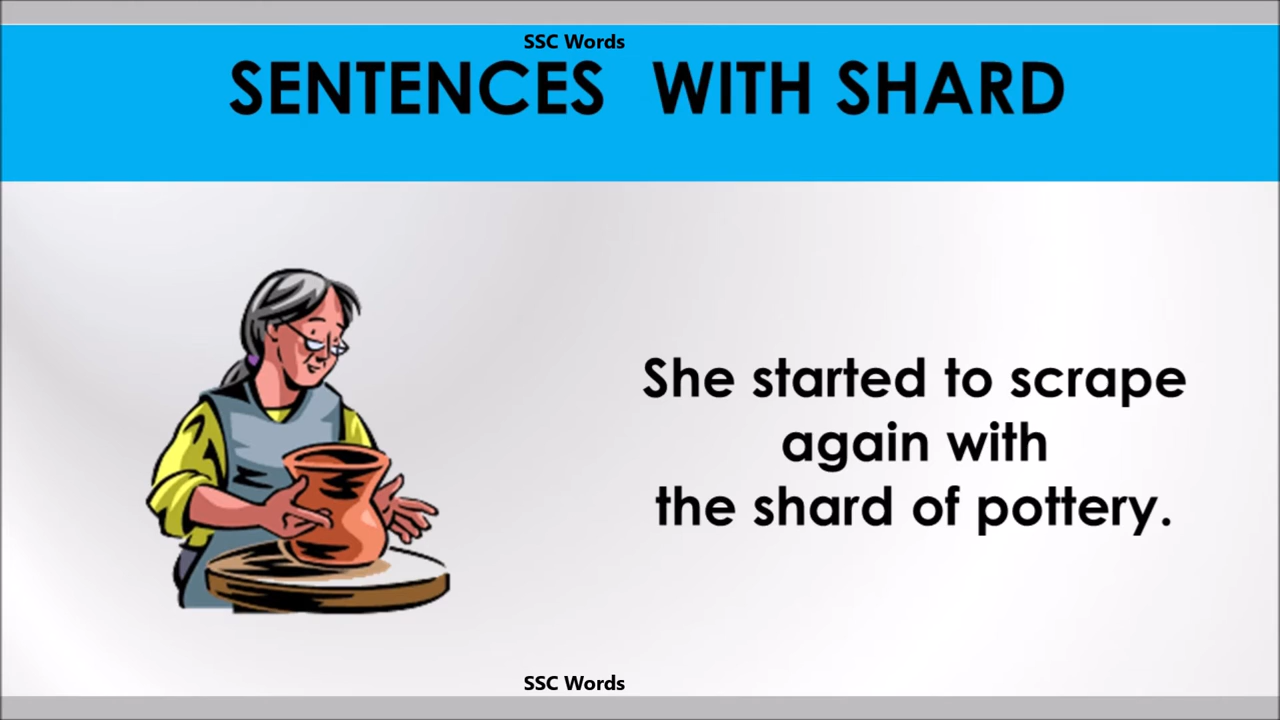 SSC Words
SENTENCES WITH SHARD
She started to scrape
again with
the shard of pottery.
SSC Words